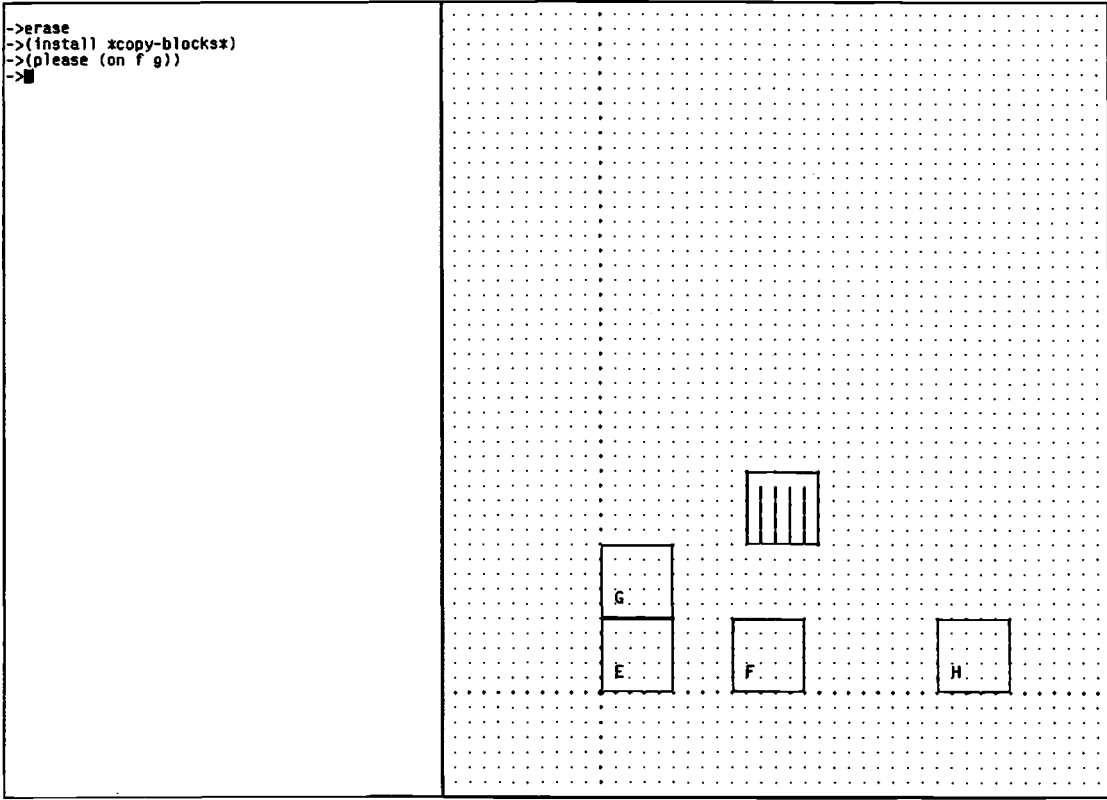 ->erase
->(install *copy-blocks*)
->(please (on f g))
->
G
E F H